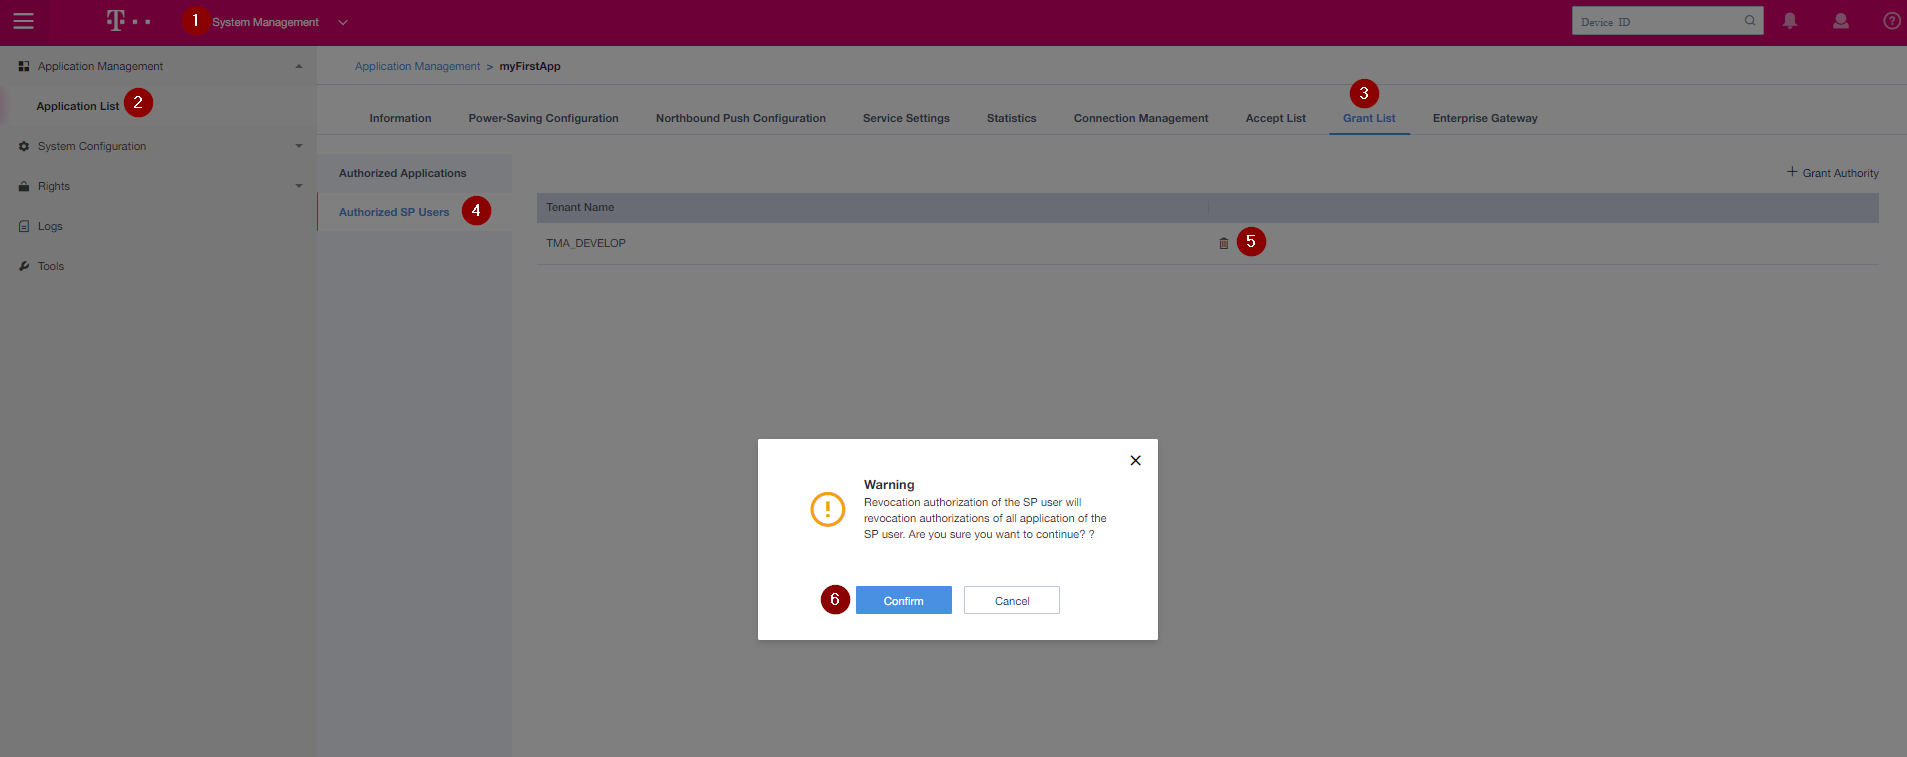 T
1 System Management
Device ID
Application Management
Application List 2
System Configuration
Rights
Logs
Tools
Application Management > myFirstApp
3
Information Power-Saving Configuration Northbound Push Configuration Service Settings Statistics Connection Management Accept List Grant List Enterprise Gateway
Authorized Applications
Authorized SP Users 4
+ Grant Authority
Tenant Name
TMA_DEVELOP 5
Warning
Revocation authorization of the SP user will
revocation authorizations of all application of the
SP user. Are you sure you want to continue? ?
6 Confirm Cancel